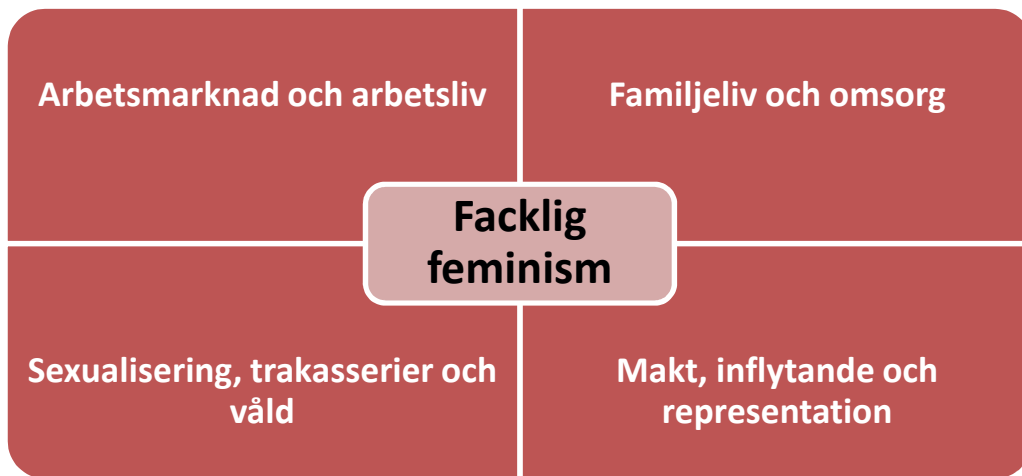 Arbetsmarknad och arbetsliv
Familjeliv och omsorg
Facklig
feminism
Sexualisering, trakasserier och
våld
Makt, inflytande och
representation